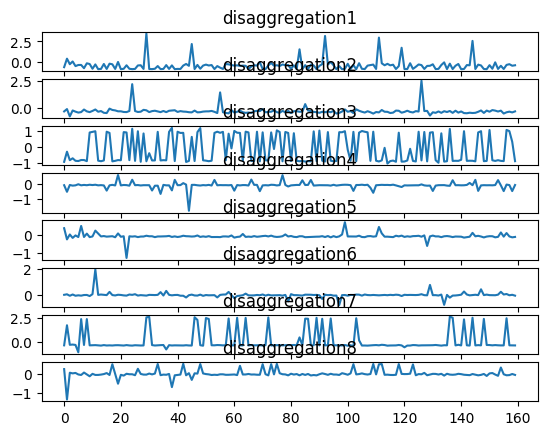 disaggregation1
2.5
0.0
disaggregation2
2.5
0.0
disaggregation3
1
0
−1
disaggregation4
0
−1
disaggregation5
0
−1
disaggregation6
2
0
disaggregation7
2.5
0.0
disaggregation8
0
−1
0 20 40 60 80 100 120 140 160